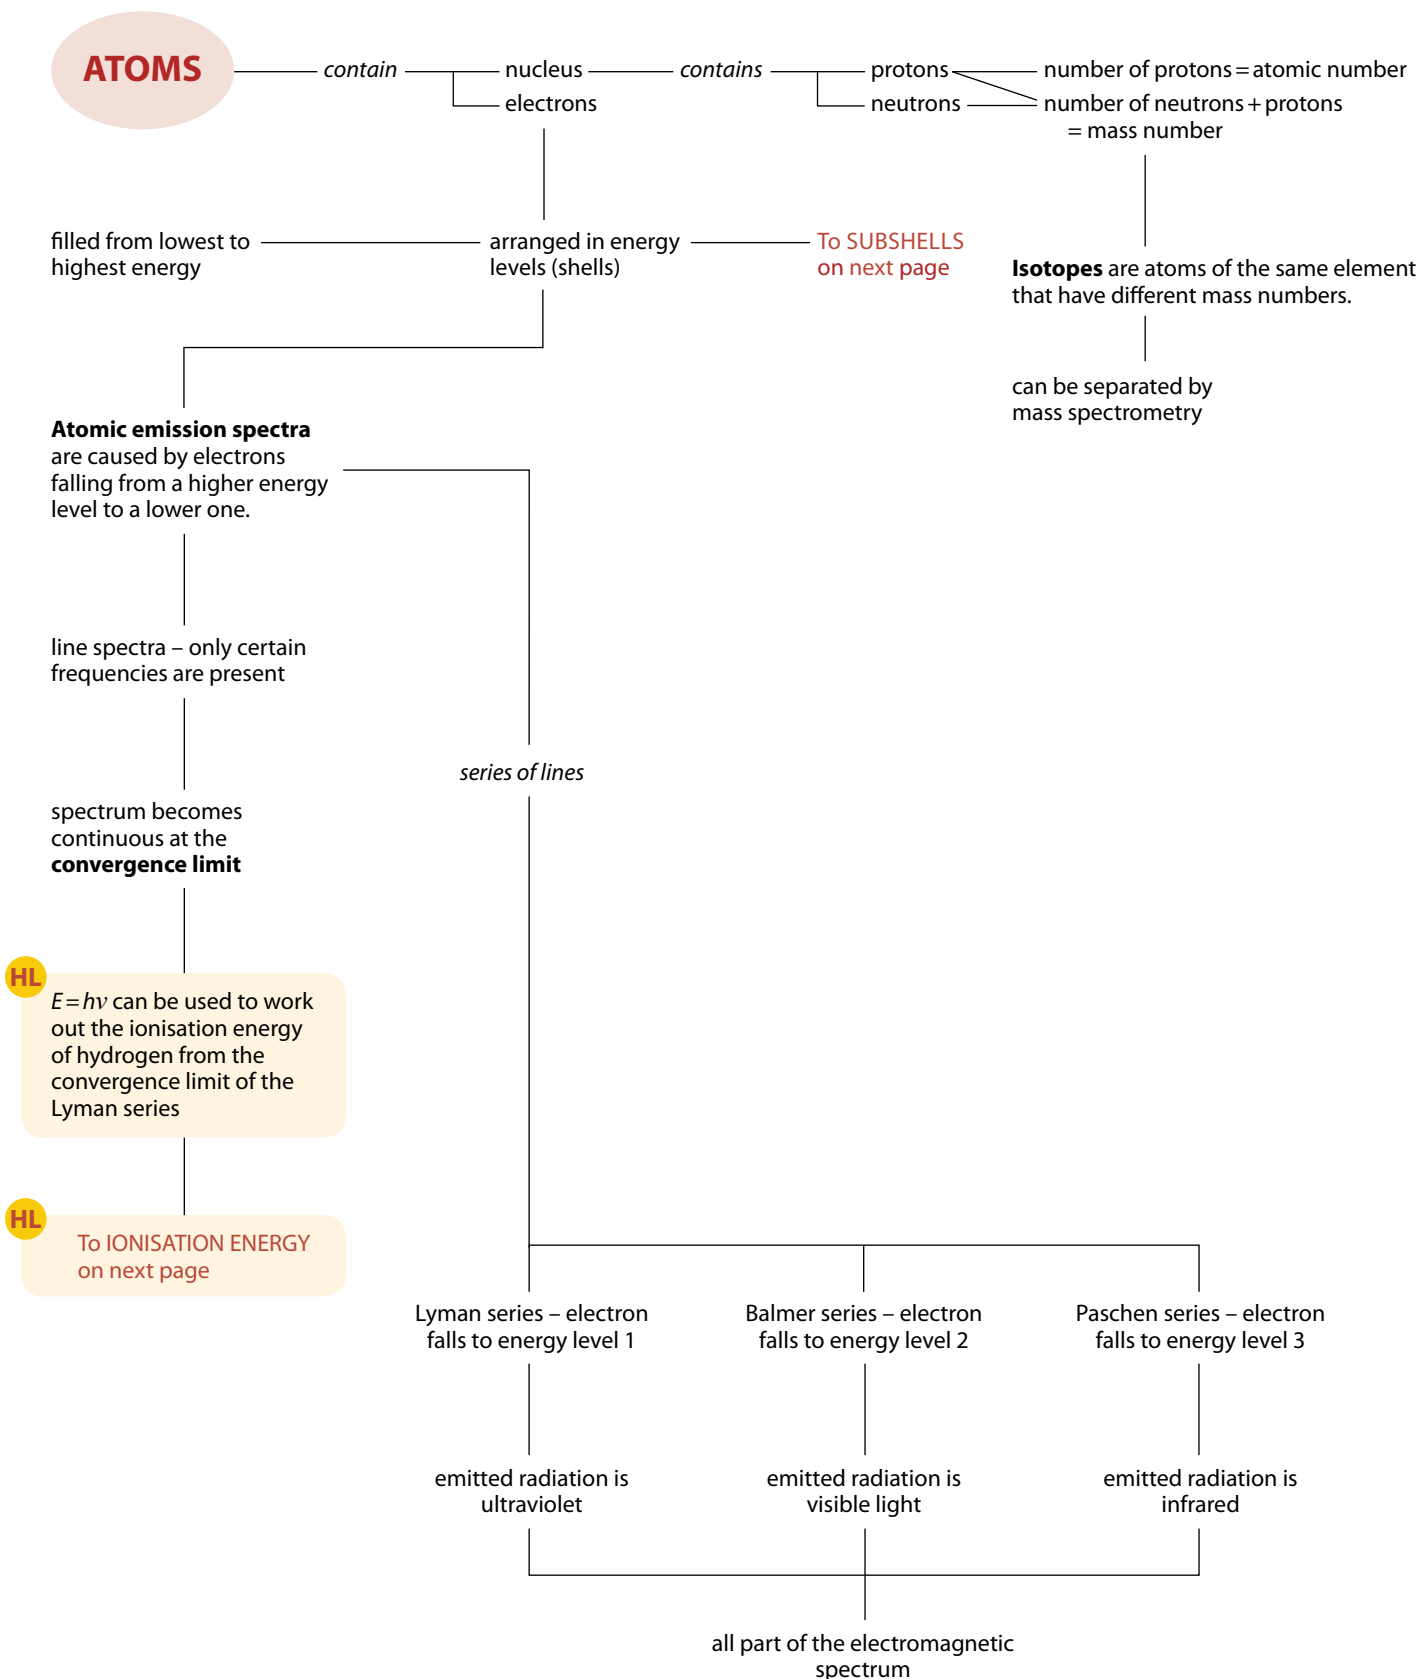 ATOMS
contain
nucleus
contains
protons
number of protons = atomic number
electrons
neutrons
number of neutrons + protons
= mass number
filled from lowest to
highest energy
arranged in energy
levels (shells)
To SUBSHELLS
on next page
Isotopes are atoms of the same element
that have different mass numbers.
can be separated by
mass spectrometry
Atomic emission spectra
are caused by electrons
falling from a higher energy
level to a lower one.
line spectra – only certain
frequencies are present
series of lines
spectrum becomes
continuous at the
convergence limit
HL
E = hν can be used to work
out the ionisation energy
of hydrogen from the
convergence limit of the
Lyman series
HL
To IONISATION ENERGY
on next page
Lyman series – electron
falls to energy level 1
Balmer series – electron
falls to energy level 2
Paschen series – electron
falls to energy level 3
emitted radiation is
ultraviolet
emitted radiation is
visible light
emitted radiation is
infrared
all part of the electromagnetic
spectrum